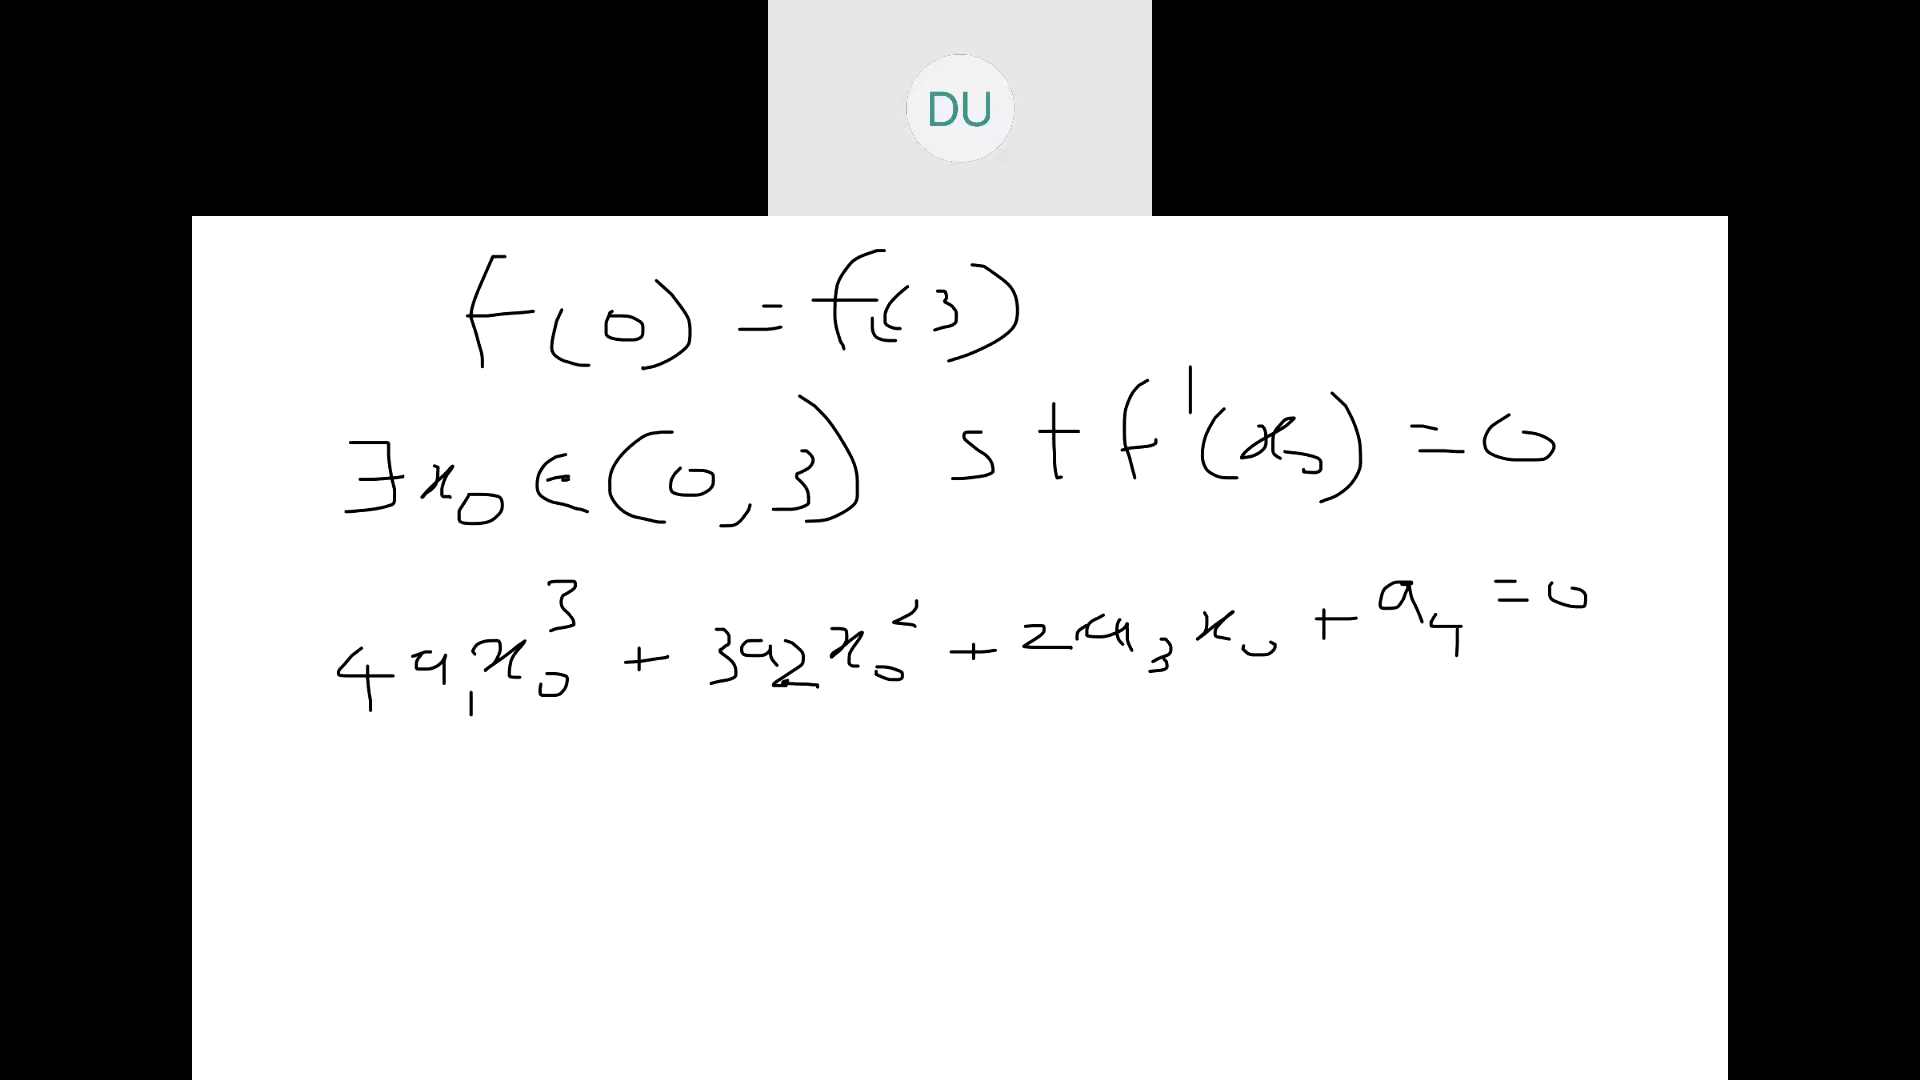 DU
f(0) = f(3)
∃ x₀ ∈ (0, 3) st f'(x₀) = 0
4a₁x₀³ + 3a₂x₀² + 2a₃x₀ + a₄ = 0